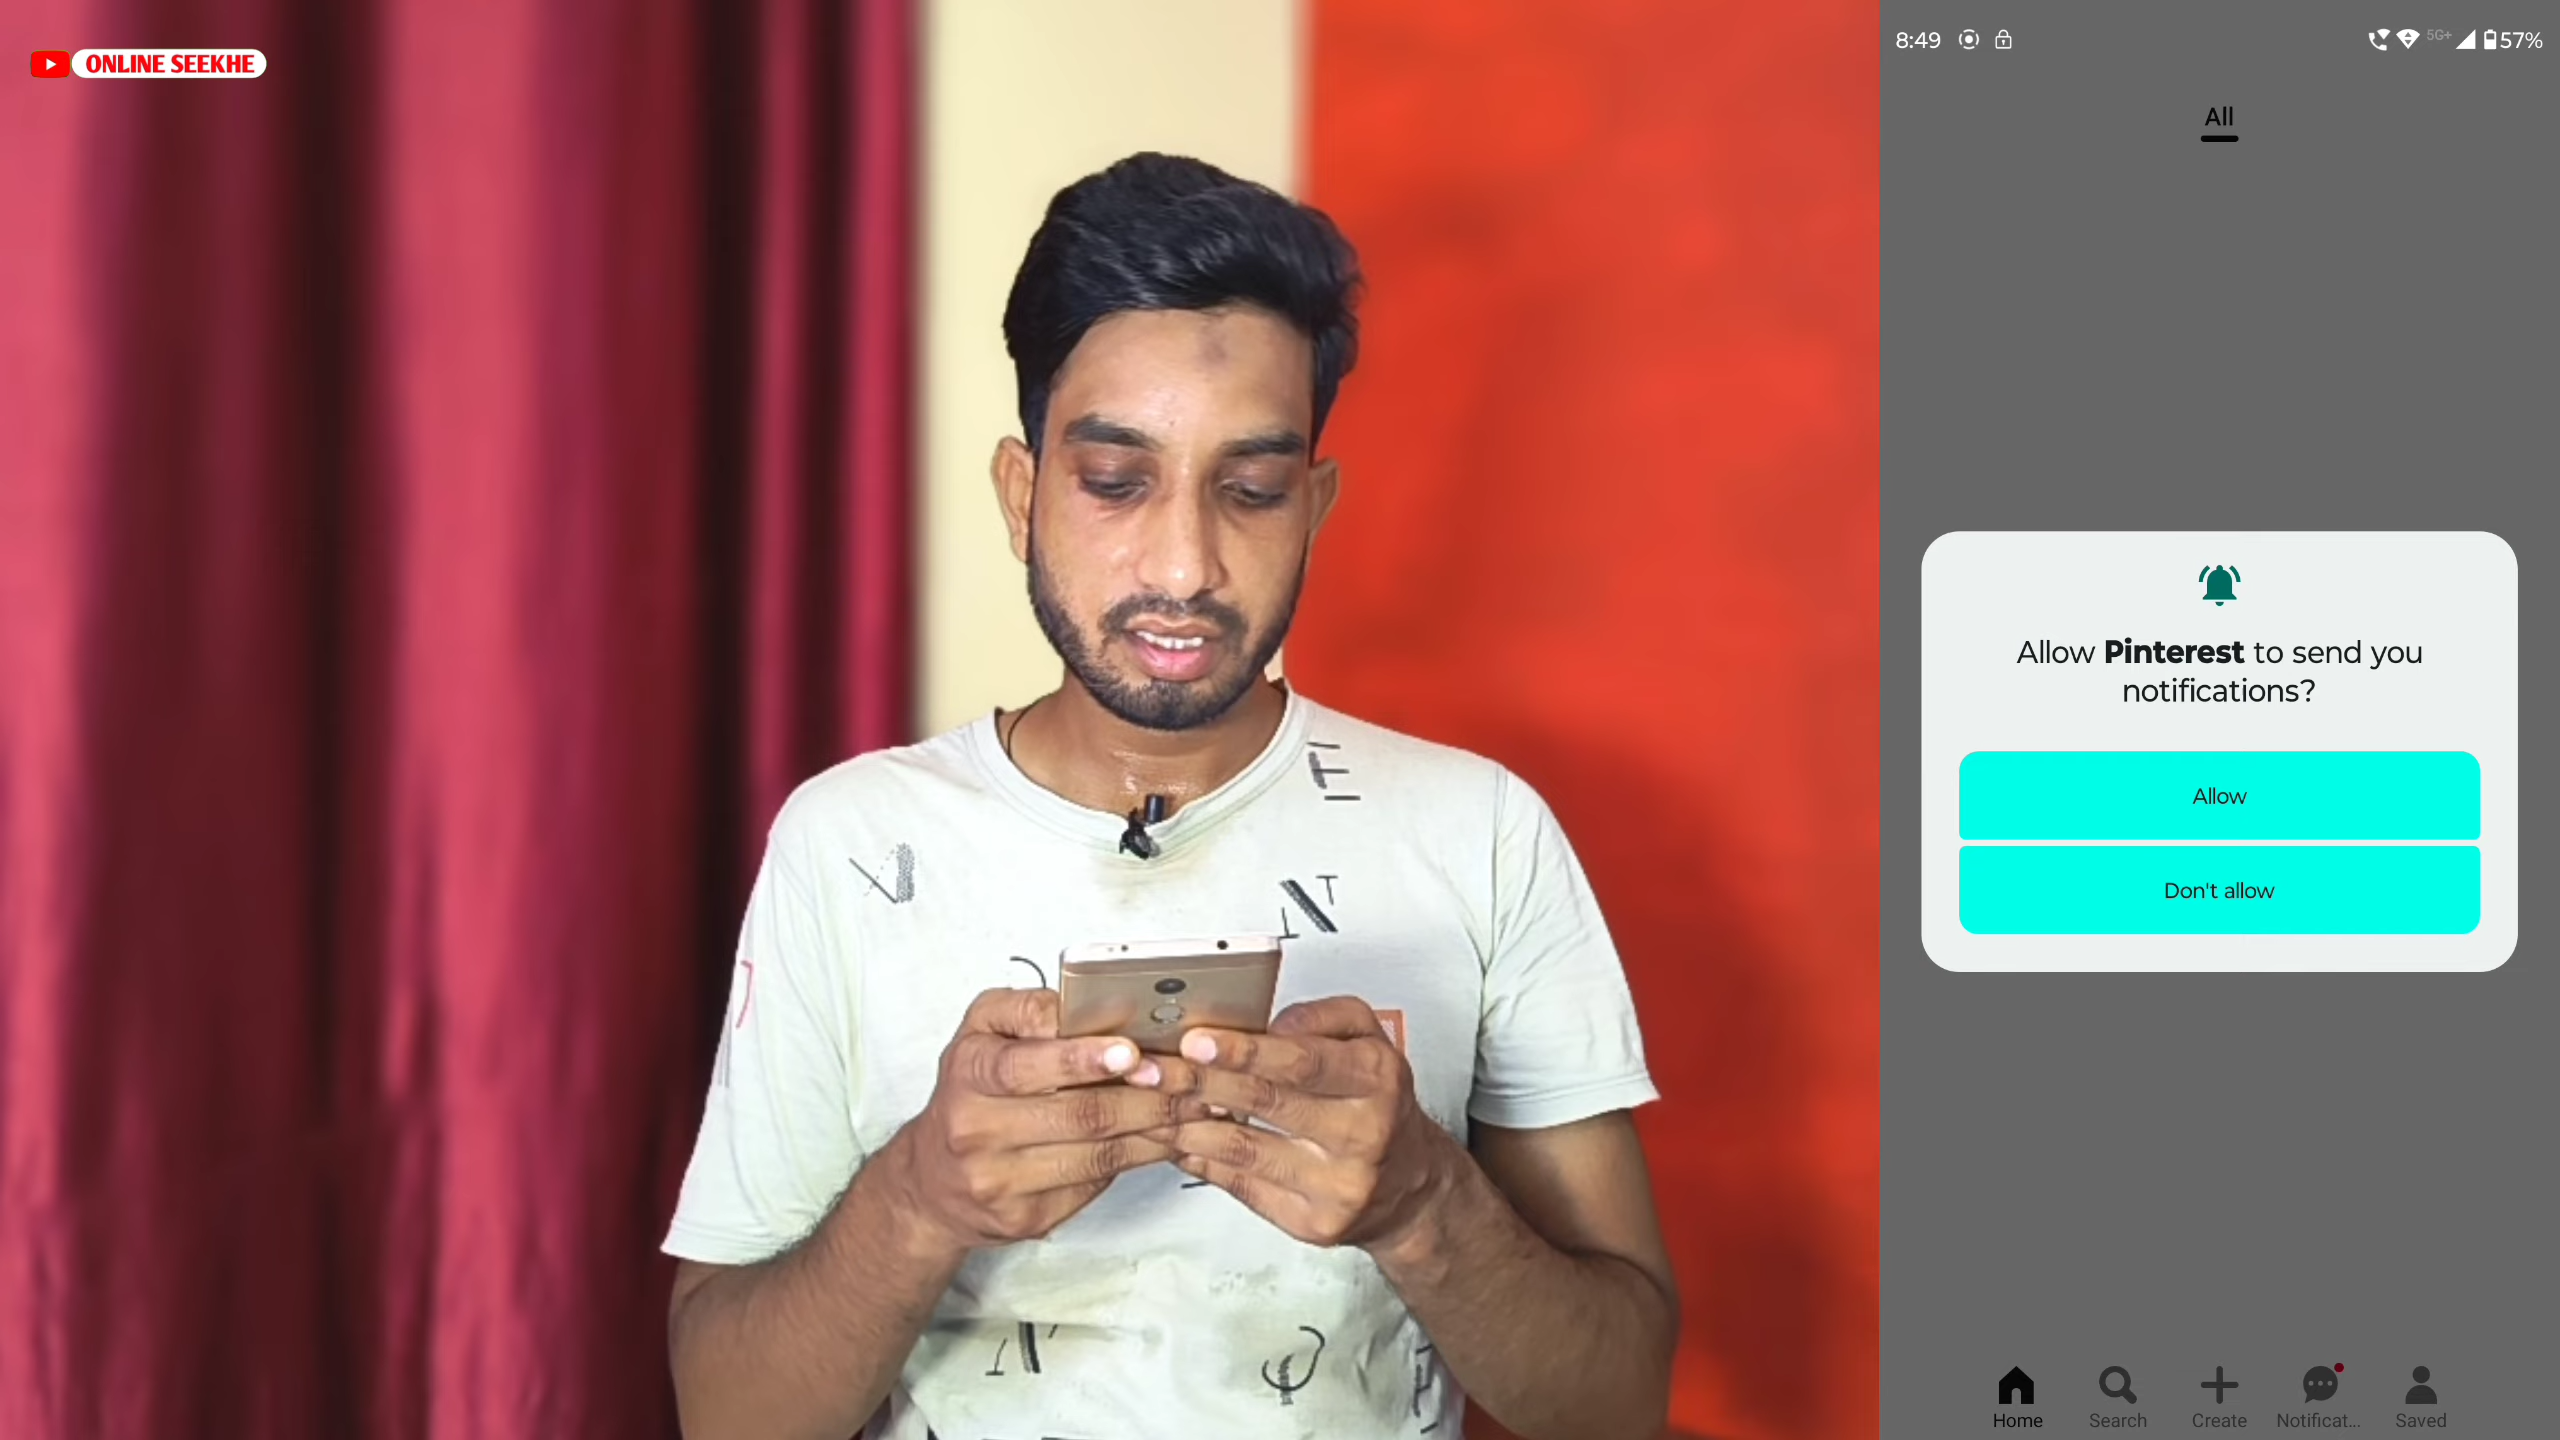 ONLINE SEEKHE
8:49
5G+
57%
All
Allow Pinterest to send you
notifications?
Allow
Don't allow
Home
Search
Create
Notificat...
Saved